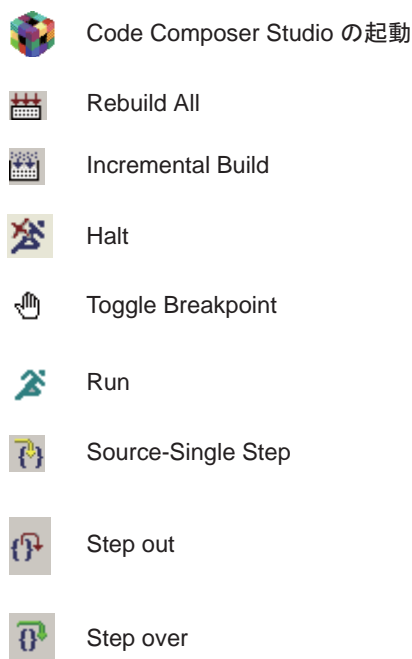 Code Composer Studio の起動
Rebuild All
Incremental Build
Halt
Toggle Breakpoint
Run
Source-Single Step
Step out
Step over